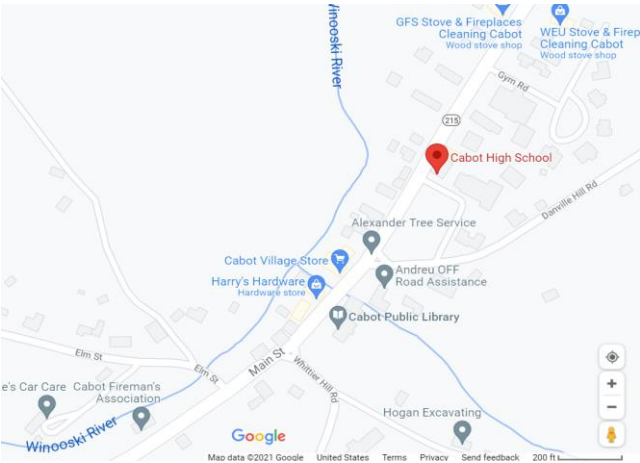 Winooski River
GFS Stove & Fireplaces
Cleaning Cabot
Wood stove shop
WEU Stove & Firep
Cleaning Cabot
Wood stove shop
Gym Rd
215
Cabot High School
Danville Hill Rd
Alexander Tree Service
Cabot Village Store
Harry's Hardware
Hardware store
Andreu OFF
Road Assistance
Cabot Public Library
Main St
Elm St
Elm St
Whittier Hill Rd
e's Car Care
Cabot Fireman's
Association
Hogan Excavating
Winooski River
Google
Map data ©2021 Google United States Terms Privacy Send feedback 200 ft